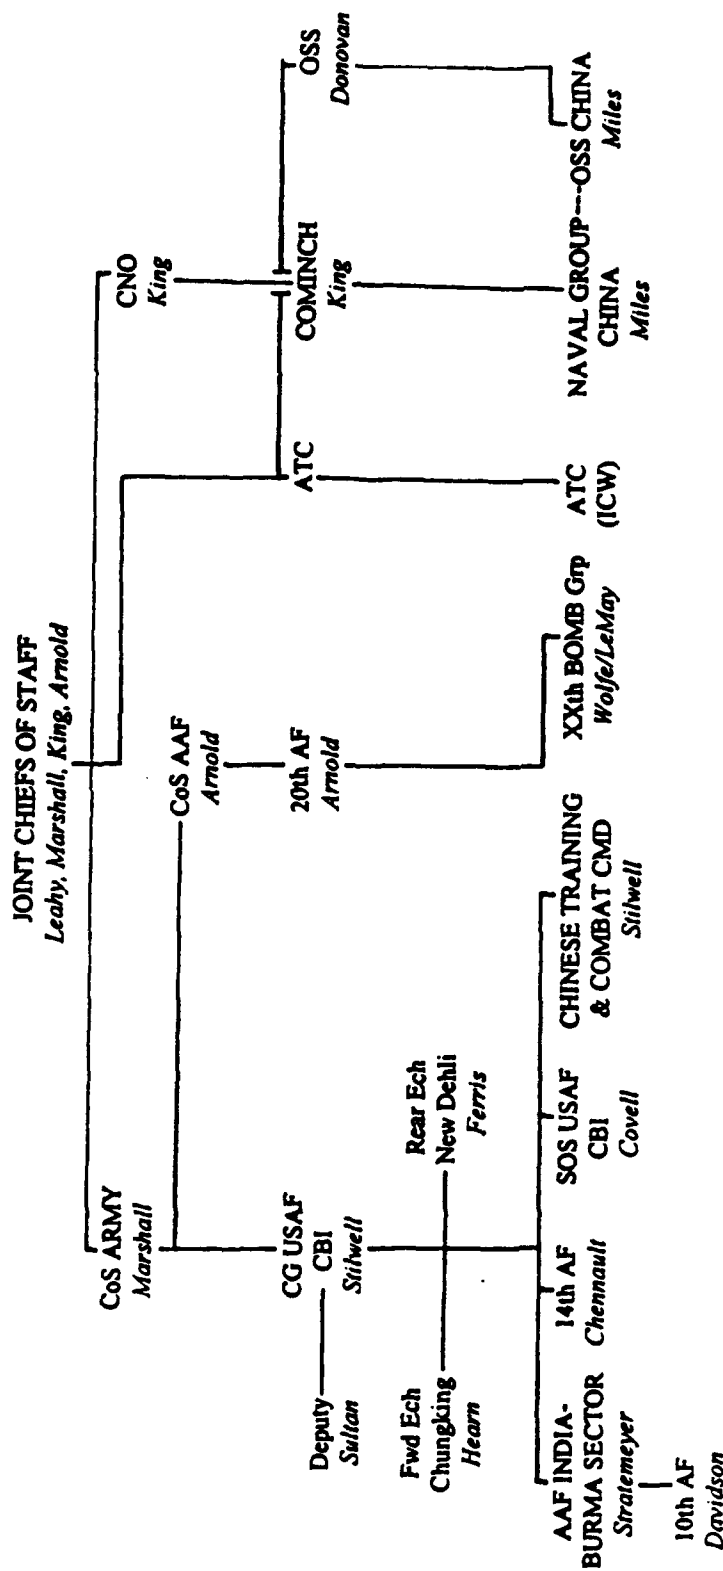 JOINT CHIEFS OF STAFF
Leahy, Marshall, King, Arnold
CoS ARMY
Marshall
CNO
King
CoS AAF
Arnold
Deputy
Sultan
CG USAF
CBI
Stilwell
20th AF
Arnold
ATC
COMINCH
King
OSS
Donovan
Fwd Ech
Chungking
Hearn
Rear Ech
New Dehli
Ferris
AAF INDIA-
BURMA SECTOR
Stratemeyer
14th AF
Chennault
SOS USAF
CBI
Covell
CHINESE TRAINING
& COMBAT CMD
Stilwell
XXth BOMB Grp
Wolfe/LeMay
ATC
(ICW)
NAVAL GROUP---OSS CHINA
CHINA
Miles
Miles
10th AF
Davidson